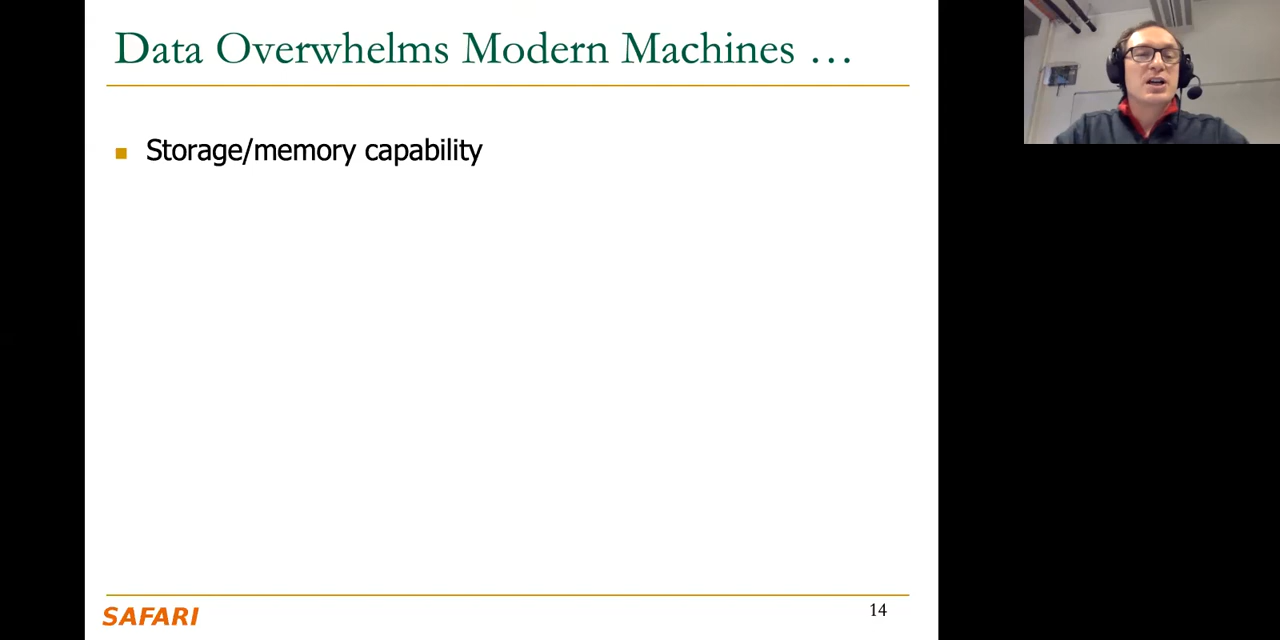 Data Overwhelms Modern Machines …
Storage/memory capability
SAFARI
14